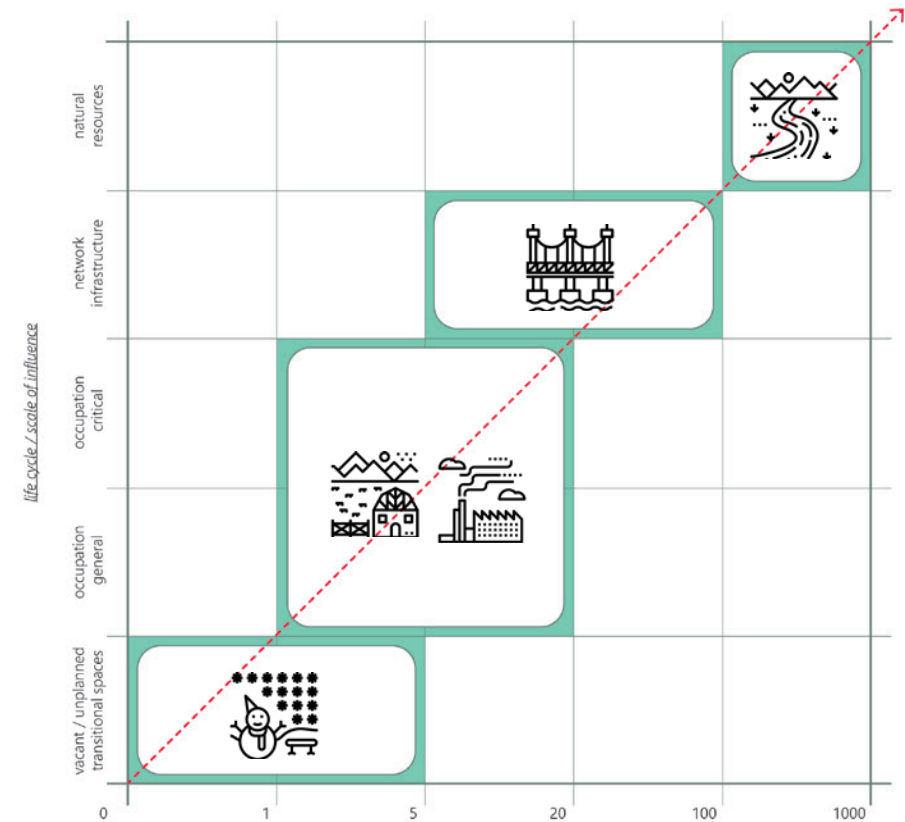 life cycle / scale of influence
natural
resources
network
infrastructure
occupation
critical
occupation
general
vacant / unplanned
transitional spaces
0
1
5
20
100
1000